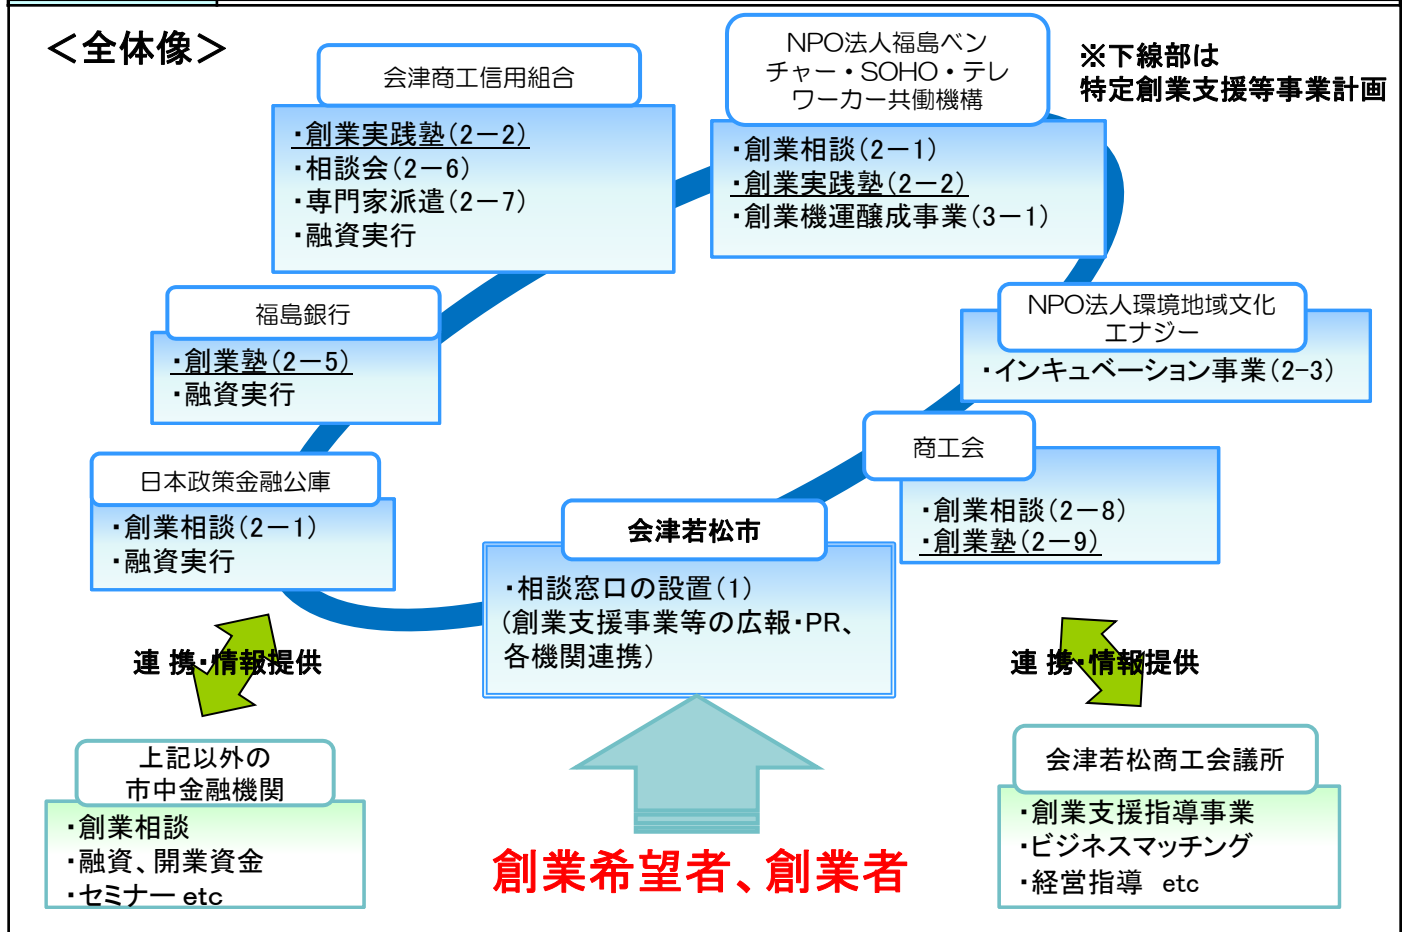 ＜全体像＞
会津商工信用組合
・創業実践塾（2－2）
・相談会（2－6）
・専門家派遣（2－7）
・融資実行
NPO法人福島ベン
チャー・SOHO・テレ
ワーカー共働機構
・創業相談（2－1）
・創業実践塾（2－2）
・創業機運醸成事業（3－1）
※下線部は
特定創業支援等事業計画
福島銀行
・創業塾（2－5）
・融資実行
NPO法人環境地域文化
エナジー
・インキュベーション事業（2-3）
日本政策金融公庫
・創業相談（2－1）
・融資実行
商工会
・創業相談（2－8）
・創業塾（2－9）
会津若松市
・相談窓口の設置（1）
（創業支援事業等の広報・PR、
各機関連携）
連 携・情報提供
連 携・情報提供
上記以外の
市中金融機関
・創業相談
・融資、開業資金
・セミナー etc
会津若松商工会議所
・創業支援指導事業
・ビジネスマッチング
・経営指導　etc
創業希望者、創業者